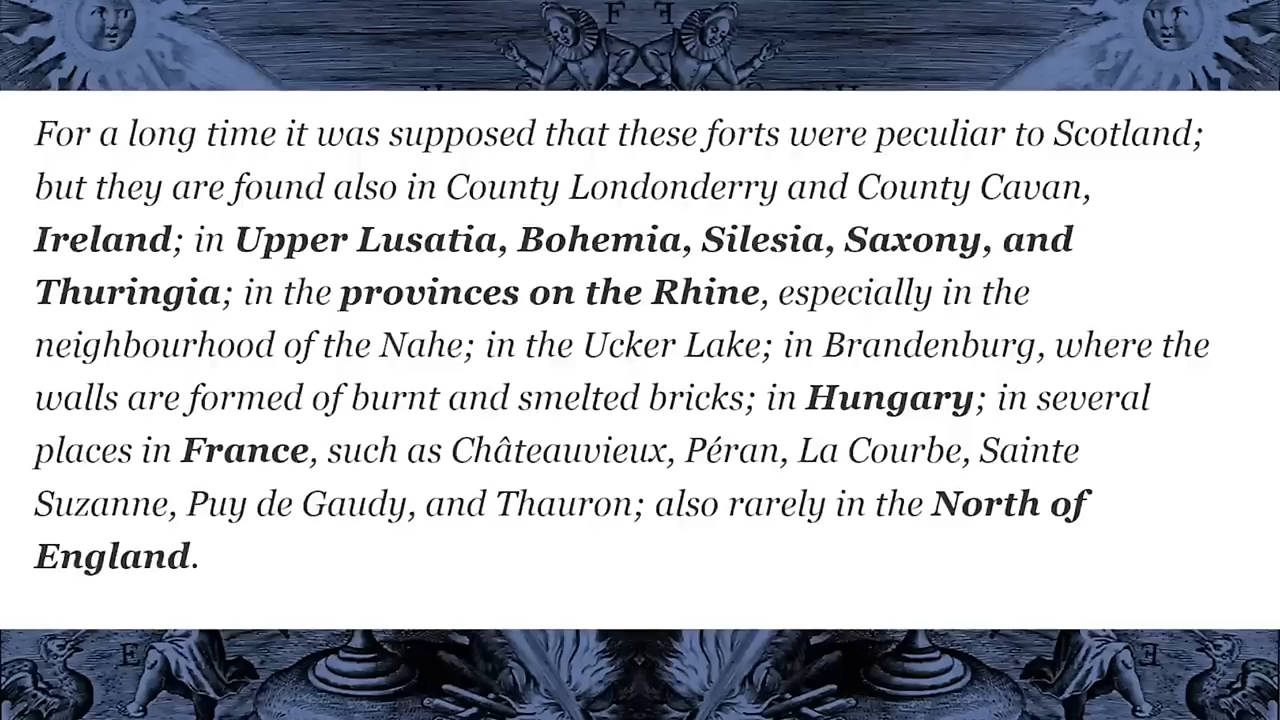 F F
For a long time it was supposed that these forts were peculiar to Scotland;
but they are found also in County Londonderry and County Cavan,
Ireland; in Upper Lusatia, Bohemia, Silesia, Saxony, and
Thuringia; in the provinces on the Rhine, especially in the
neighbourhood of the Nahe; in the Ucker Lake; in Brandenburg, where the
walls are formed of burnt and smelted bricks; in Hungary; in several
places in France, such as Châteauvieux, Péran, La Courbe, Sainte
Suzanne, Puy de Gaudy, and Thauron; also rarely in the North of
England.
E E